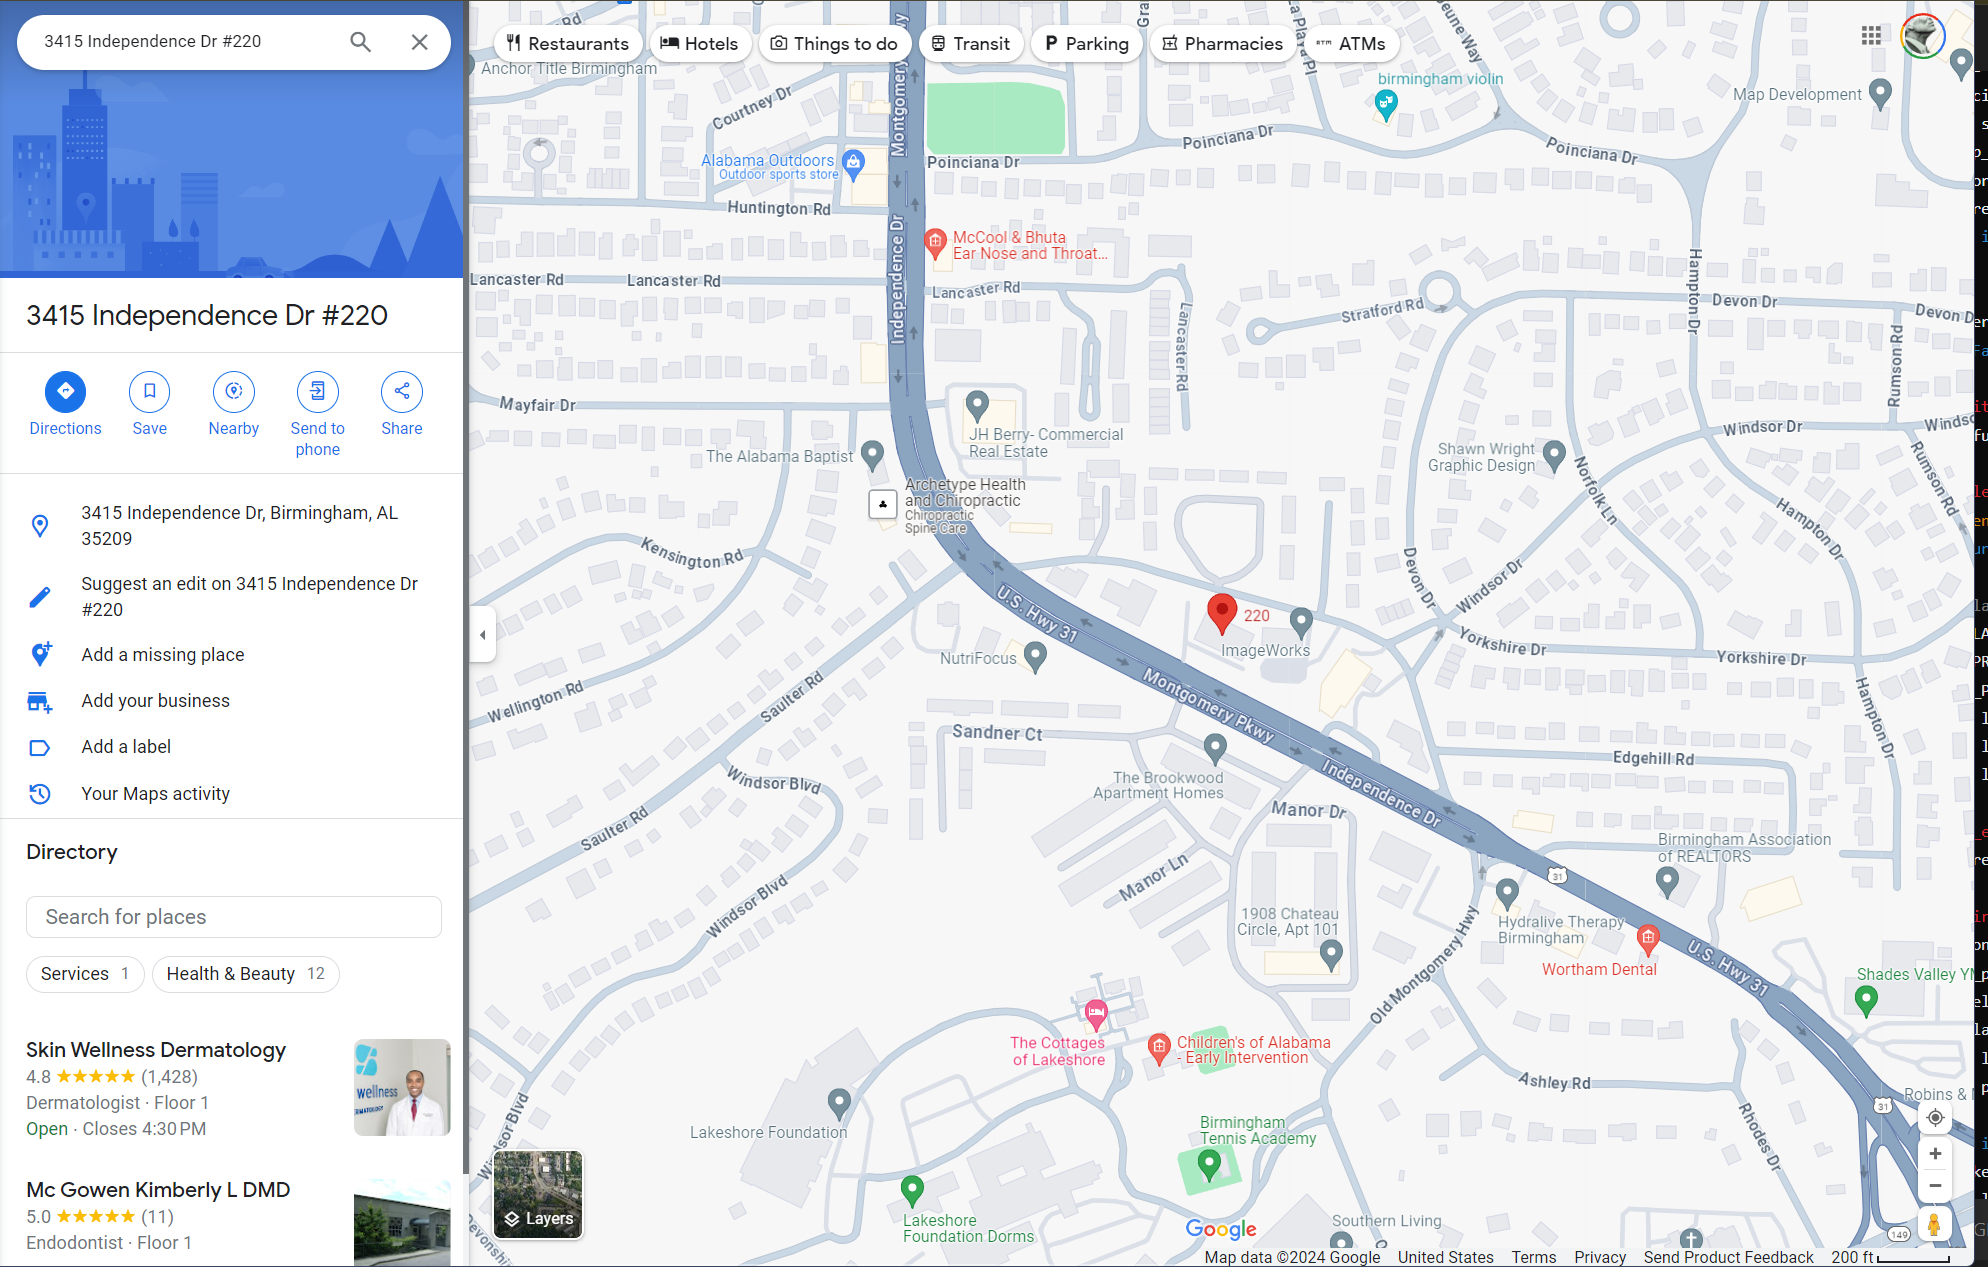 3415 Independence Dr #220
3415 Independence Dr #220
Directions
Save
Nearby
Send to
phone
Share
3415 Independence Dr, Birmingham, AL
35209
Suggest an edit on 3415 Independence Dr
#220
Add a missing place
Add your business
Add a label
Your Maps activity
Directory
Search for places
Services 1
Health & Beauty 12
Skin Wellness Dermatology
4.8 (1,428)
Dermatologist · Floor 1
Open · Closes 4:30 PM
wellness
Mc Gowen Kimberly L DMD
5.0 (11)
Endodontist · Floor 1
Restaurants
Hotels
Things to do
Transit
Parking
Pharmacies
ATMs
Anchor Title Birmingham
Courtney Dr
Montgomery
birmingham violin
Map Development
Poinciana Dr
Poinciana Dr
Poinciana Dr
Alabama Outdoors
Outdoor sports store
Huntington Rd
Independence Dr
McCool & Bhuta
Ear Nose and Throat...
Lancaster Rd
Lancaster Rd
Lancaster Rd
Lancaster Rd
Stratford Rd
Hampton Dr
Devon Dr
Devon D
Rumson Rd
Mayfair Dr
JH Berry- Commercial
Real Estate
The Alabama Baptist
Archetype Health
and Chiropractic
Chiropractic
Spine Care
Shawn Wright
Graphic Design
Windsor Dr
Winds
Rumson Rd
Norfolk Ln
Hampton Dr
Kensington Rd
Devon Dr
Windsor Dr
U.S. Hwy 31
220
ImageWorks
NutriFocus
Yorkshire Dr
Yorkshire Dr
Wellington Rd
Saulter Rd
Montgomery Pkwy
Hampton Dr
Sandner Ct
Windsor Blvd
The Brookwood
Apartment Homes
Independence Dr
Edgehill Rd
Manor Dr
Saulter Rd
Birmingham Association
of REALTORS
Manor Ln
31
Windsor Blvd
1908 Chateau
Circle, Apt 101
Hydralive Therapy
Birmingham
Old Montgomery Hwy
Wortham Dental
U.S. Hwy 31
Shades Valley YM
The Cottages
of Lakeshore
Children's of Alabama
- Early Intervention
Ashley Rd
Robins &
31
Windsor Blvd
Lakeshore Foundation
Birmingham
Tennis Academy
Rhodes Dr
Devonshire
Layers
Lakeshore
Foundation Dorms
Google
Southern Living
149
Map data ©2024 Google
United States
Terms
Privacy
Send Product Feedback
200 ft